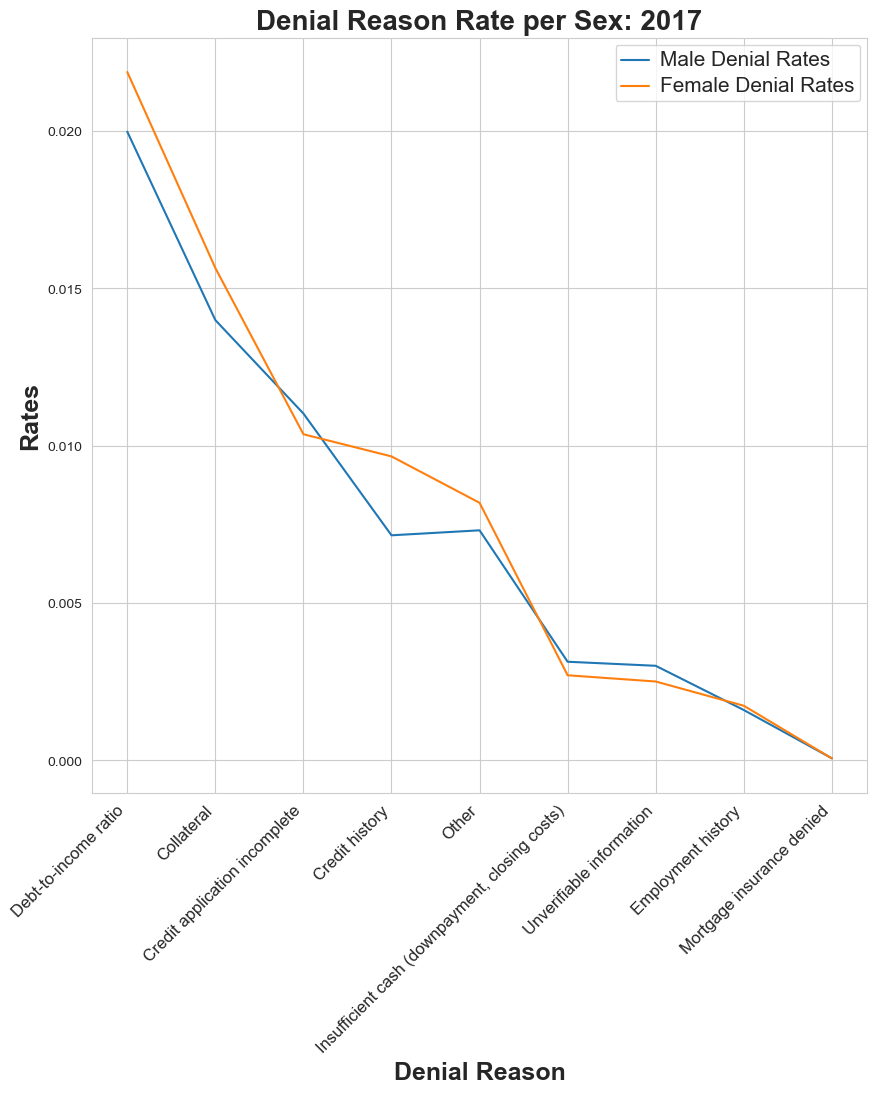 Denial Reason Rate per Sex: 2017
Male Denial Rates
Female Denial Rates
Rates
0.020
0.015
0.010
0.005
0.000
Debt-to-income ratio
Collateral
Credit application incomplete
Credit history
Other
Insufficient cash (downpayment, closing costs)
Unverifiable information
Employment history
Mortgage insurance denied
Denial Reason